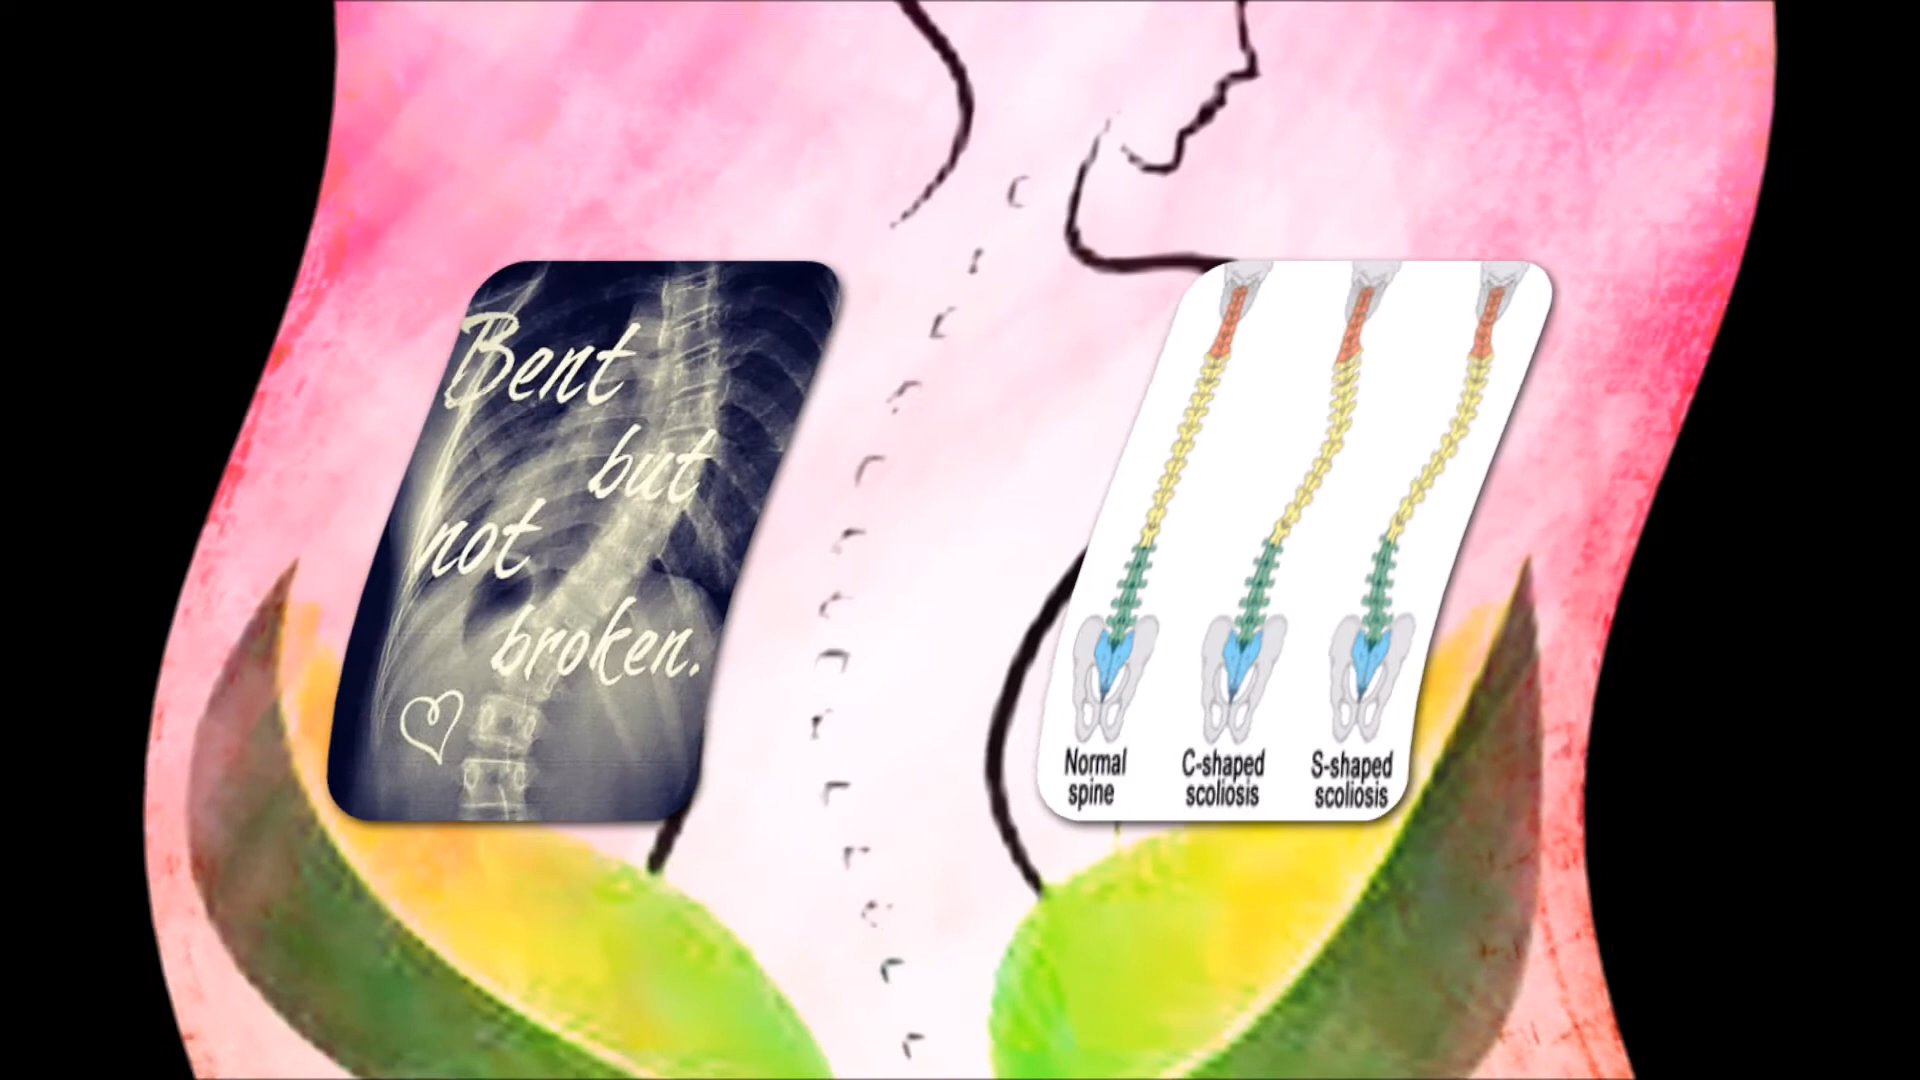 Bent
but
not
broken.
Normal
spine
C-shaped
scoliosis
S-shaped
scoliosis